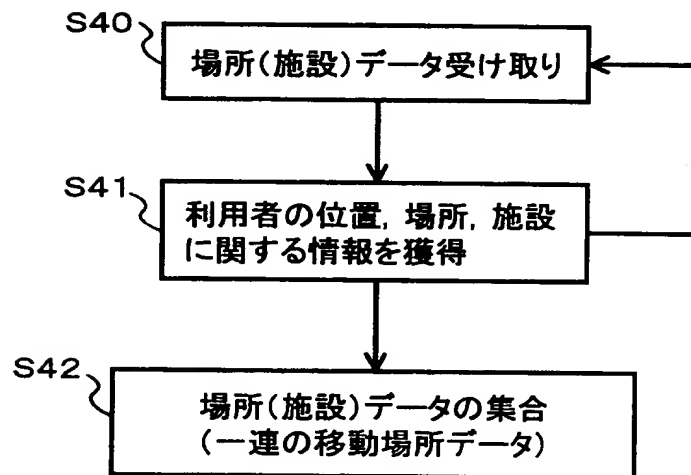 S40
場所(施設)データ受け取り
S41
利用者の位置, 場所, 施設
に関する情報を獲得
S42
場所(施設)データの集合
(一連の移動場所データ)